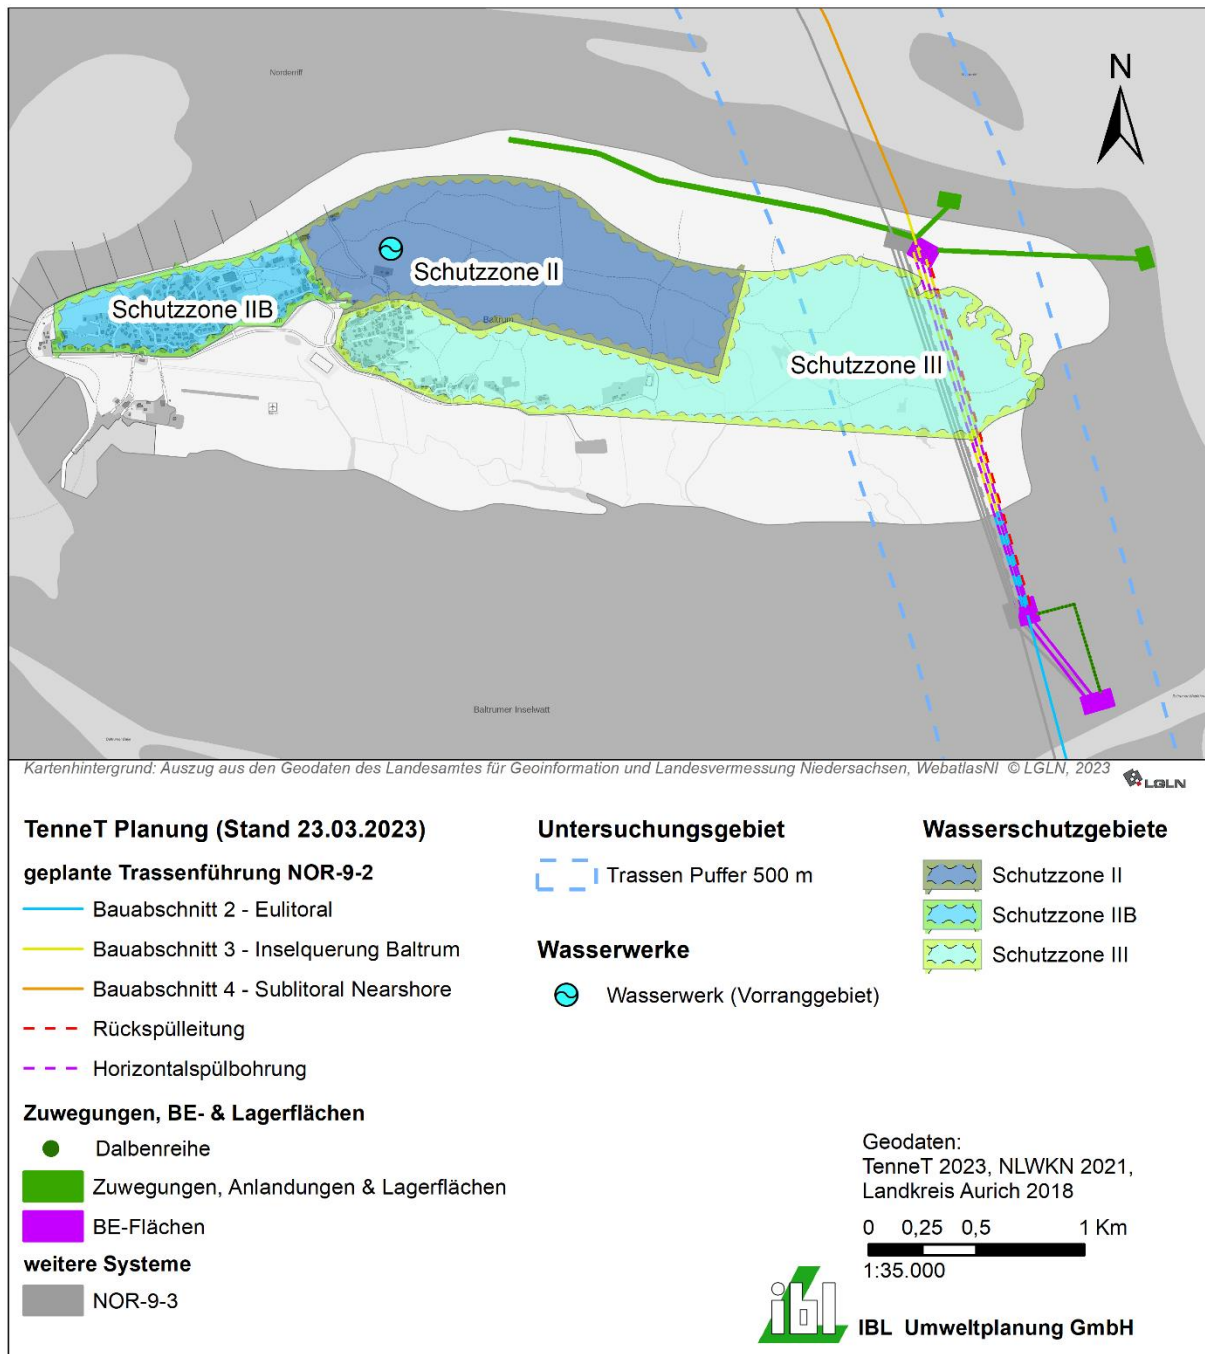 Norderriff
N
Schutzzone II
Schutzzone IIB
Baltrum
Schutzzone III
Baltrumer Inselwatt
Kartenhintergrund: Auszug aus den Geodaten des Landesamtes für Geoinformation und Landesvermessung Niedersachsen, WebatlasNI © LGLN, 2023
LGLN
TenneT Planung (Stand 23.03.2023)
geplante Trassenführung NOR-9-2
Bauabschnitt 2 - Eulitoral
Bauabschnitt 3 - Inselquerung Baltrum
Bauabschnitt 4 - Sublitoral Nearshore
Rückspülleitung
Horizontalspülbohrung
Zuwegungen, BE- & Lagerflächen
Dalbenreihe
Zuwegungen, Anlandungen & Lagerflächen
BE-Flächen
weitere Systeme
NOR-9-3
Untersuchungsgebiet
Trassen Puffer 500 m
Wasserwerke
Wasserwerk (Vorranggebiet)
Wasserschutzgebiete
Schutzzone II
Schutzzone IIB
Schutzzone III
Geodaten:
TenneT 2023, NLWKN 2021,
Landkreis Aurich 2018
0 0,25 0,5 1 Km
1:35.000
ibl
IBL Umweltplanung GmbH